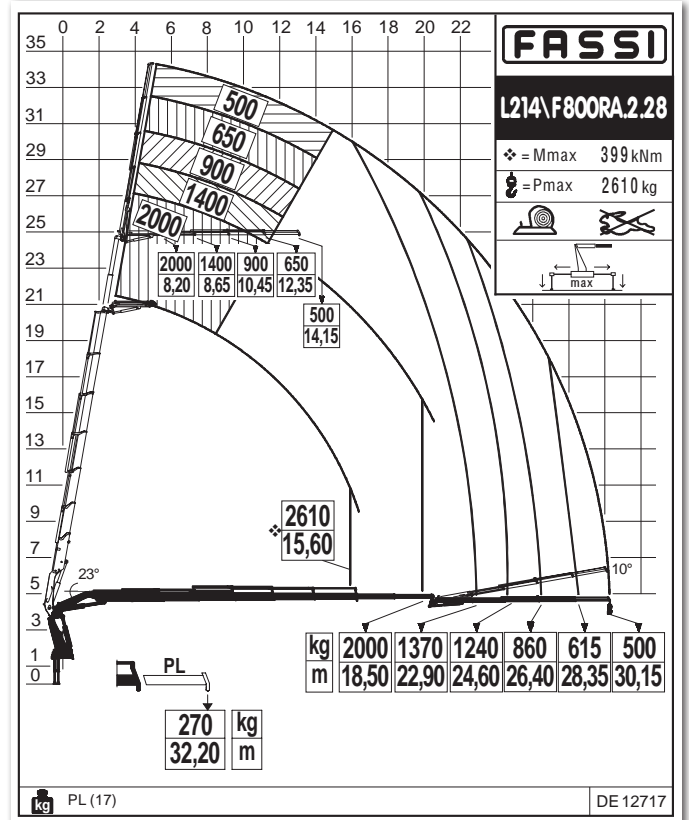 0 2 4 6 8 10 12 14 16 18 20 22
35
33
31
29
27
25
23
21
19
17
15
13
11
9
7
5
3
1
0
FASSI
L214\F800RA.2.28
❖ = Mmax 399 kNm
= Pmax 2610 kg
max
500
650
900
1400
2000
2000 1400 900 650
8,20 8,65 10,45 12,35
500
14,15
❖ 2610
15,60
23°
10°
kg 2000 1370 1240 860 615 500
m 18,50 22,90 24,60 26,40 28,35 30,15
PL
270 kg
32,20 m
kg PL (17)
DE 12717